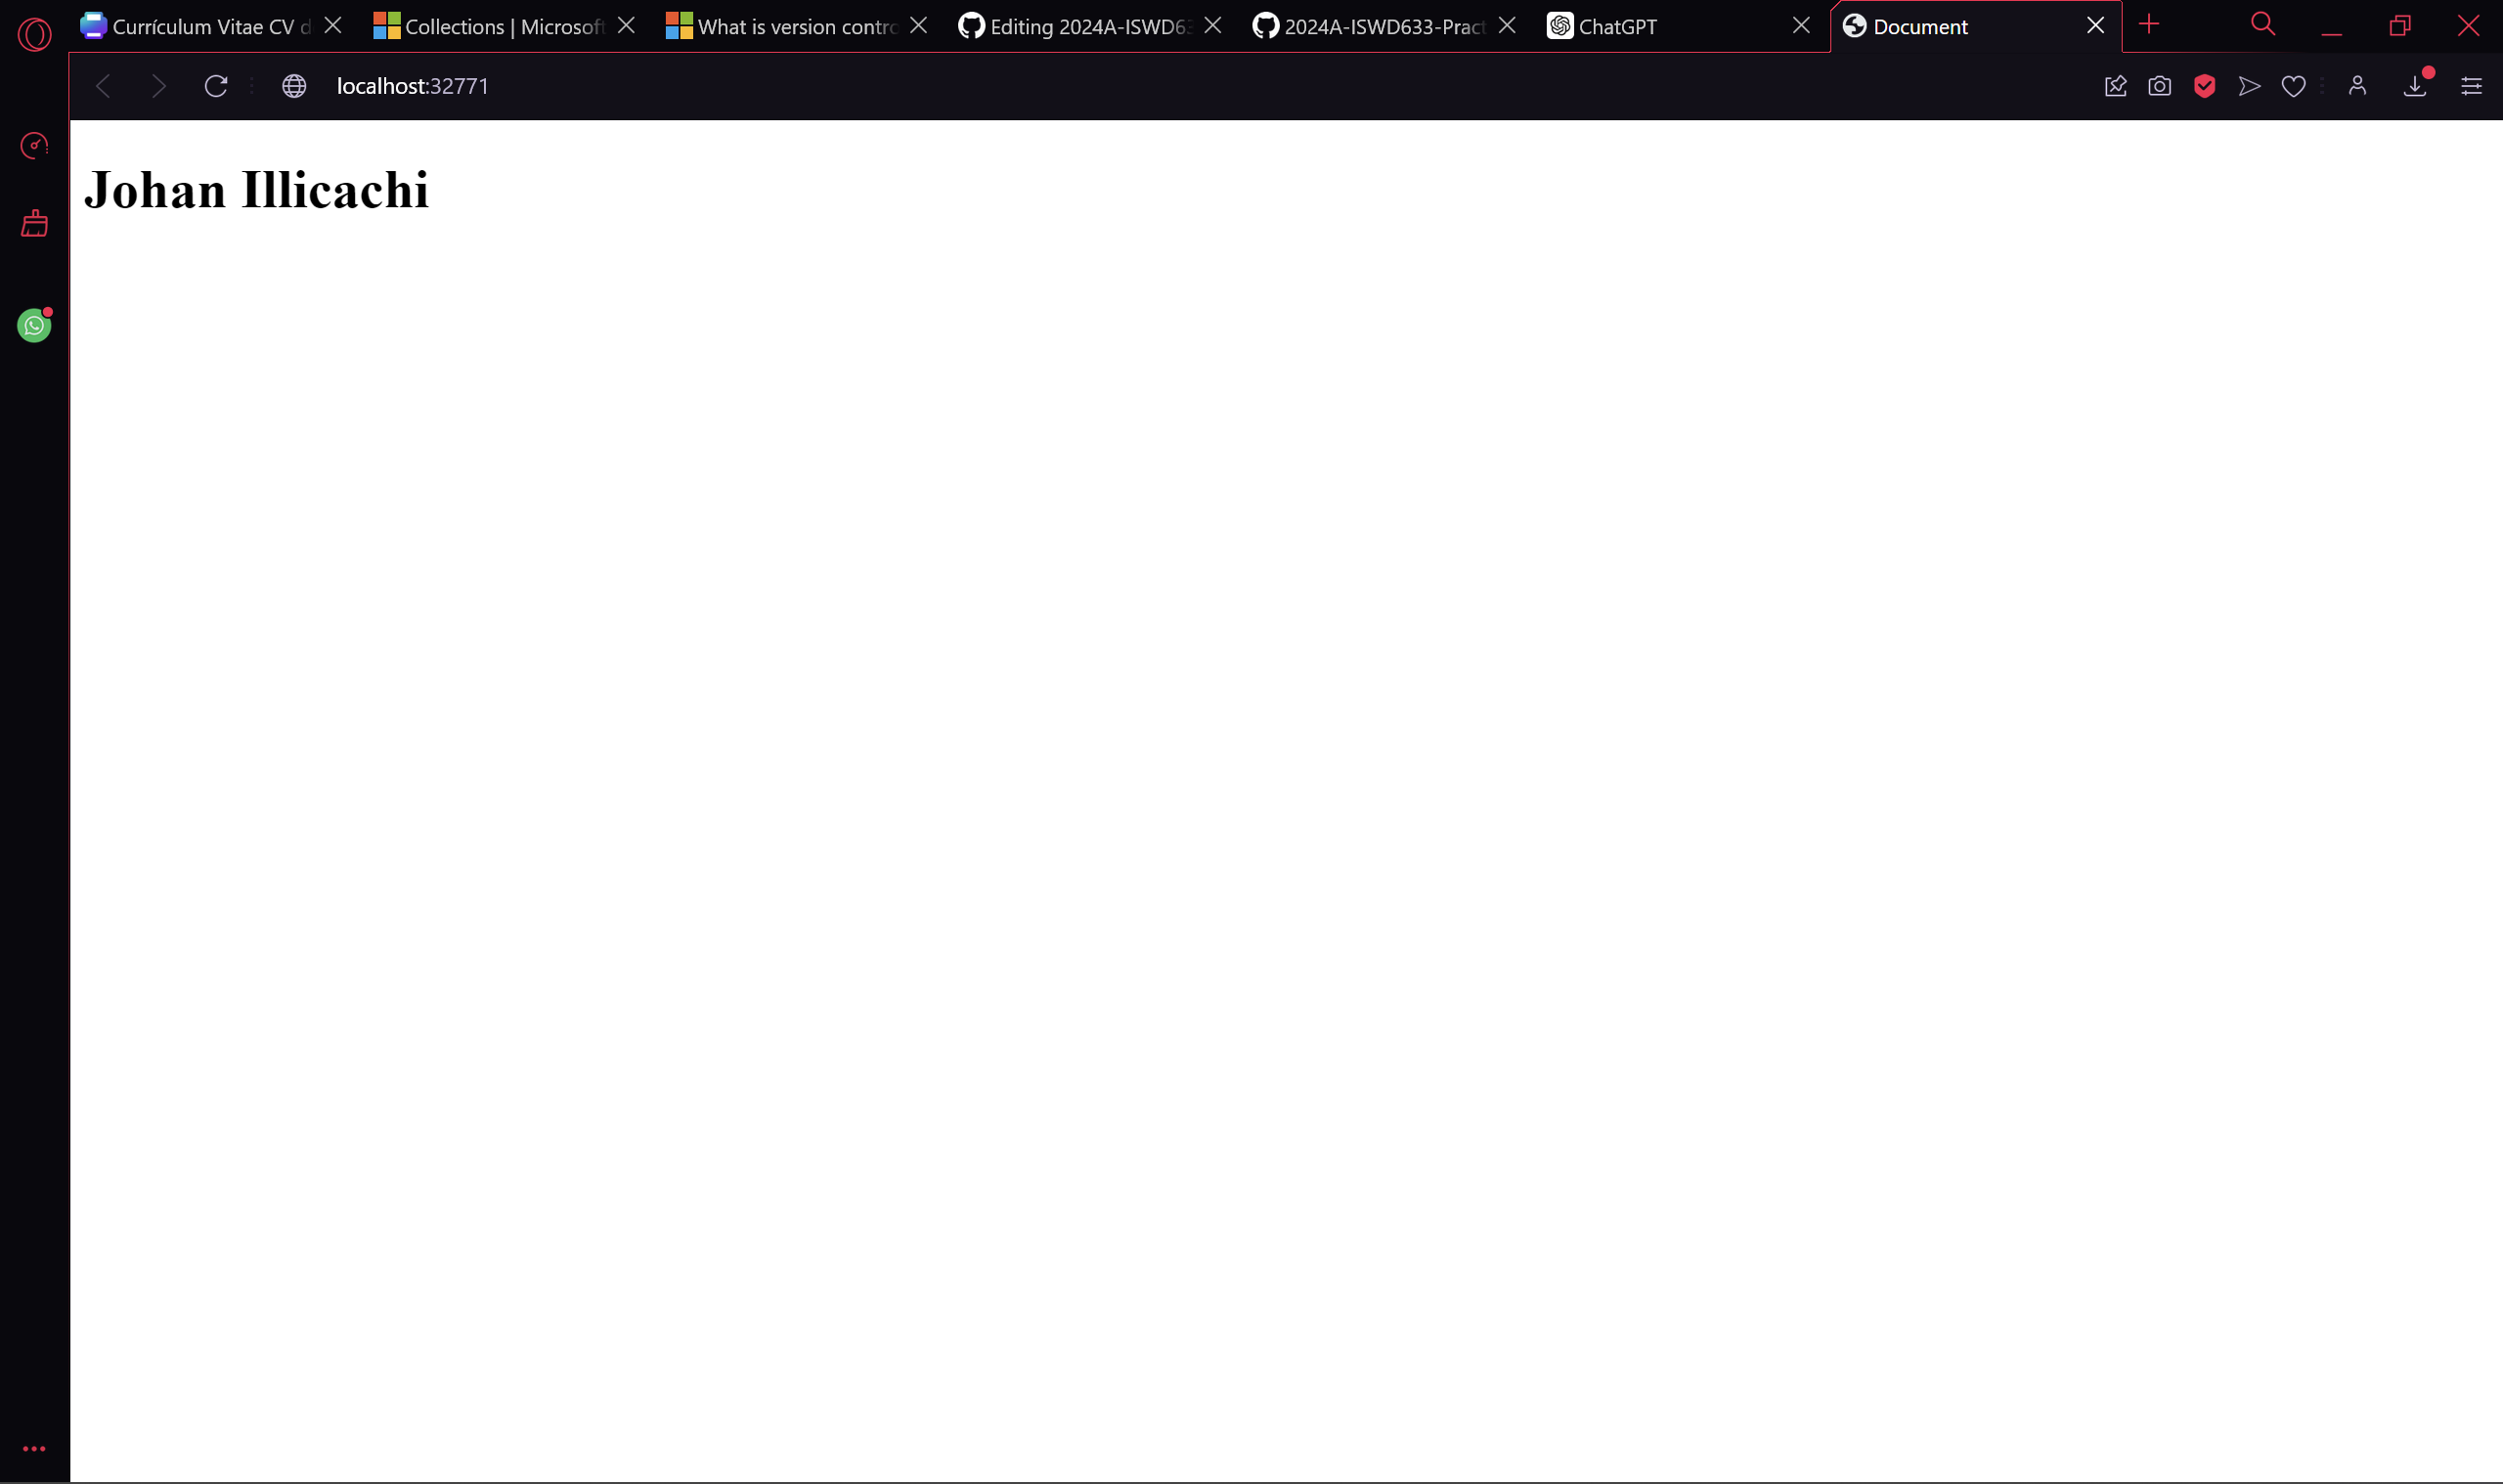 Currículum Vitae CV d
Collections | Microsoft
What is version contro
Editing 2024A-ISWD63
2024A-ISWD633-Pract
ChatGPT
Document
localhost:32771
Johan Illicachi